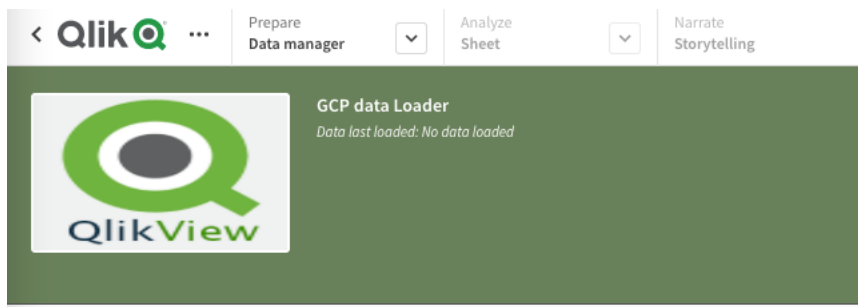 Qlik
Prepare
Data manager
Analyze
Sheet
Narrate
Storytelling
GCP data Loader
Data last loaded: No data loaded
QlikView